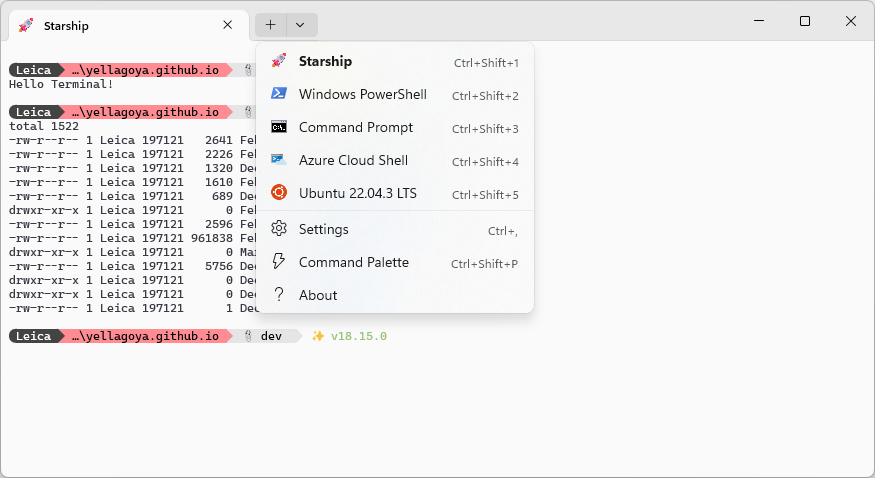 Starship
Leica …\yellagoya.github.io
Hello Terminal!
Leica …\yellagoya.github.io
total 1522
-rw-r--r-- 1 Leica 197121 2641 Feb
-rw-r--r-- 1 Leica 197121 2226 Feb
-rw-r--r-- 1 Leica 197121 1320 Dec
-rw-r--r-- 1 Leica 197121 1610 Feb
-rw-r--r-- 1 Leica 197121 689 Dec
drwxr-xr-x 1 Leica 197121 0 Feb
-rw-r--r-- 1 Leica 197121 2596 Feb
-rw-r--r-- 1 Leica 197121 961838 Feb
drwxr-xr-x 1 Leica 197121 0 Mar
-rw-r--r-- 1 Leica 197121 5756 Dec
drwxr-xr-x 1 Leica 197121 0 Dec
drwxr-xr-x 1 Leica 197121 0 Dec
-rw-r--r-- 1 Leica 197121 1 Dec
Leica …\yellagoya.github.io dev ✨ v18.15.0
Starship Ctrl+Shift+1
Windows PowerShell Ctrl+Shift+2
Command Prompt Ctrl+Shift+3
Azure Cloud Shell Ctrl+Shift+4
Ubuntu 22.04.3 LTS Ctrl+Shift+5
Settings Ctrl+,
Command Palette Ctrl+Shift+P
About